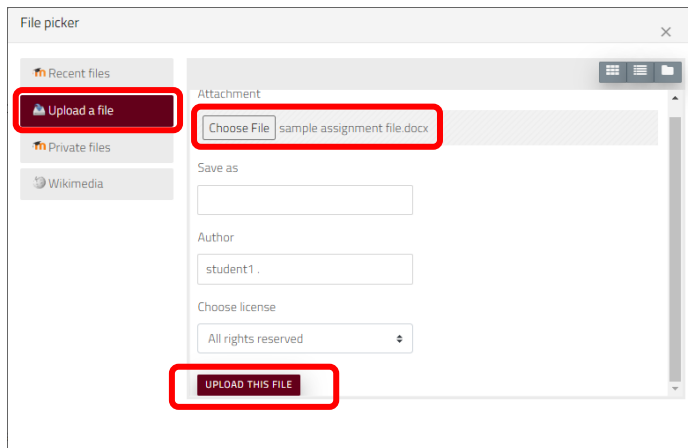 File picker
×
Recent files
Upload a file
Private files
Wikimedia
Attachment
Choose File sample assignment file.docx
Save as
Author
student1 .
Choose license
All rights reserved
UPLOAD THIS FILE